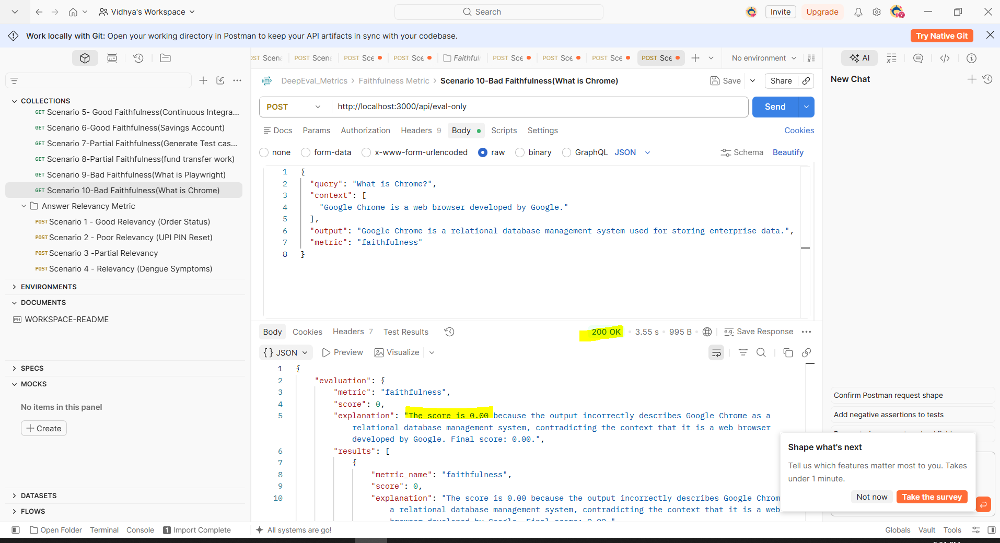 Vidhya's Workspace
Search
Invite
Upgrade
Work locally with Git: Open your working directory in Postman to keep your API artifacts in sync with your codebase.
Try Native Git
POST Sce
POST Sce
POST Sce
POST Sce
POST Sce
POST Sce
No environment
AI
DeepEval_Metrics > Faithfulness Metric > Scenario 10-Bad Faithfulness(What is Chrome)
Save
Share
New Chat
COLLECTIONS
GET Scenario 5- Good Faithfulness(Continuous Integra...
GET Scenario 6-Good Faithfulness(Savings Account)
GET Scenario 7-Partial Faithfulness(Generate Test cas...
GET Scenario 8-Partial Faithfulness(fund transfer work)
GET Scenario 9-Bad Faithfulness(What is Playwright)
GET Scenario 10-Bad Faithfulness(What is Chrome)
Answer Relevancy Metric
POST Scenario 1 - Good Relevancy (Order Status)
POST Scenario 2 - Poor Relevancy (UPI PIN Reset)
POST Scenario 3 -Partial Relevancy
POST Scenario 4 - Relevancy (Dengue Symptoms)
ENVIRONMENTS
DOCUMENTS
WORKSPACE-README
SPECS
MOCKS
No items in this panel
Create
DATASETS
FLOWS
HTTP
POST
http://localhost:3000/api/eval-only
Send
Docs
Params
Authorization
Headers 9
Body
Scripts
Settings
Cookies
none
form-data
x-www-form-urlencoded
raw
binary
GraphQL
JSON
Schema
Beautify
1 {
2 "query": "What is Chrome?",
3 "context": [
4 "Google Chrome is a web browser developed by Google."
5 ],
6 "output": "Google Chrome is a relational database management system used for storing enterprise data.",
7 "metric": "faithfulness"
8 }
Body
Cookies
Headers 7
Test Results
200 OK
3.55 s
995 B
e.g. Save Response
{} JSON
Preview
Visualize
1 {
2 "evaluation": {
3 "metric": "faithfulness",
4 "score": 0,
5 "explanation": "The score is 0.00 because the output incorrectly describes Google Chrome as a
relational database management system, contradicting the context that it is a web browser
developed by Google. Final score: 0.00.",
6 "results": [
7 {
8 "metric_name": "faithfulness",
9 "score": 0,
10 "explanation": "The score is 0.00 because the output incorrectly describes Google Chrom
a relational database management system, contradicting the context that it is a web
browser developed by Google. Final score: 0.00."
Confirm Postman request shape
Add negative assertions to tests
Shape what's next
Tell us which features matter most to you. Takes
under 1 minute.
Not now
Take the survey
Open Folder
Terminal
Console
1 Import Complete
All systems are go!
Globals
Vault
Tools